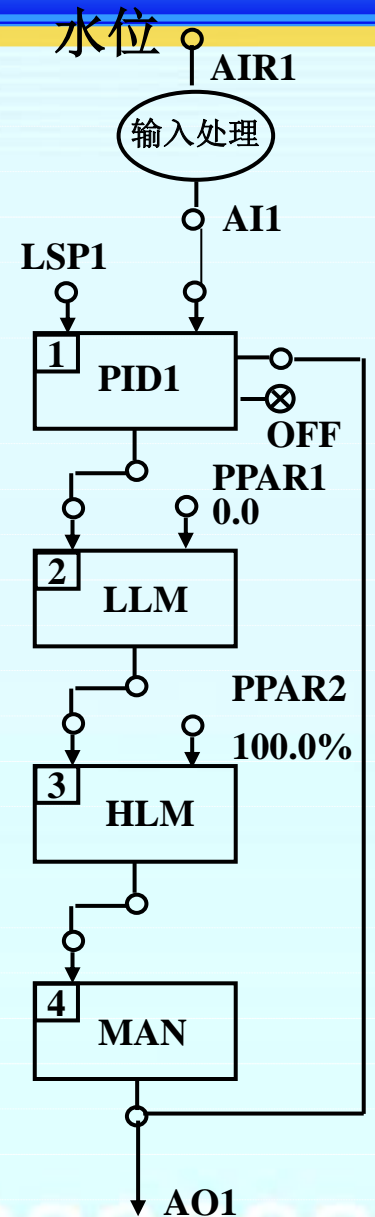 水位
AIR1
输入处理
AI1
LSP1
1
PID1
OFF
PPAR1
0.0
2
LLM
PPAR2
100.0%
3
HLM
4
MAN
AO1